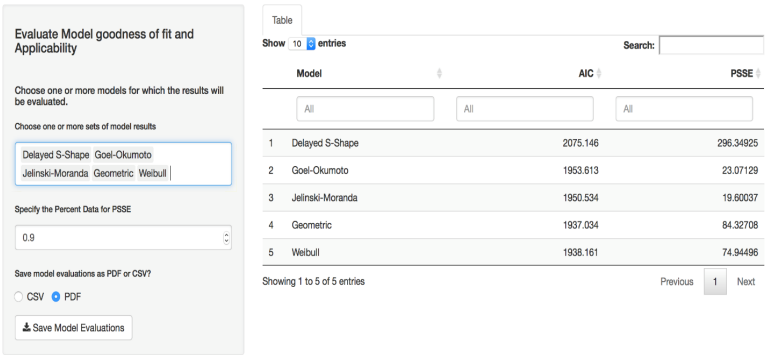 Evaluate Model goodness of fit and
Applicability
Choose one or more models for which the results will
be evaluated.
Choose one or more sets of model results
Delayed S-Shape Goel-Okumoto
Jelinski-Moranda Geometric Weibull
Specify the Percent Data for PSSE
0.9
Save model evaluations as PDF or CSV?
CSV PDF
Save Model Evaluations
Table
Show 10 entries
Search:
Model AIC PSSE
All All All
1 Delayed S-Shape 2075.146 296.34925
2 Goel-Okumoto 1953.613 23.07129
3 Jelinski-Moranda 1950.534 19.60037
4 Geometric 1937.034 84.32708
5 Weibull 1938.161 74.94496
Showing 1 to 5 of 5 entries
Previous 1 Next